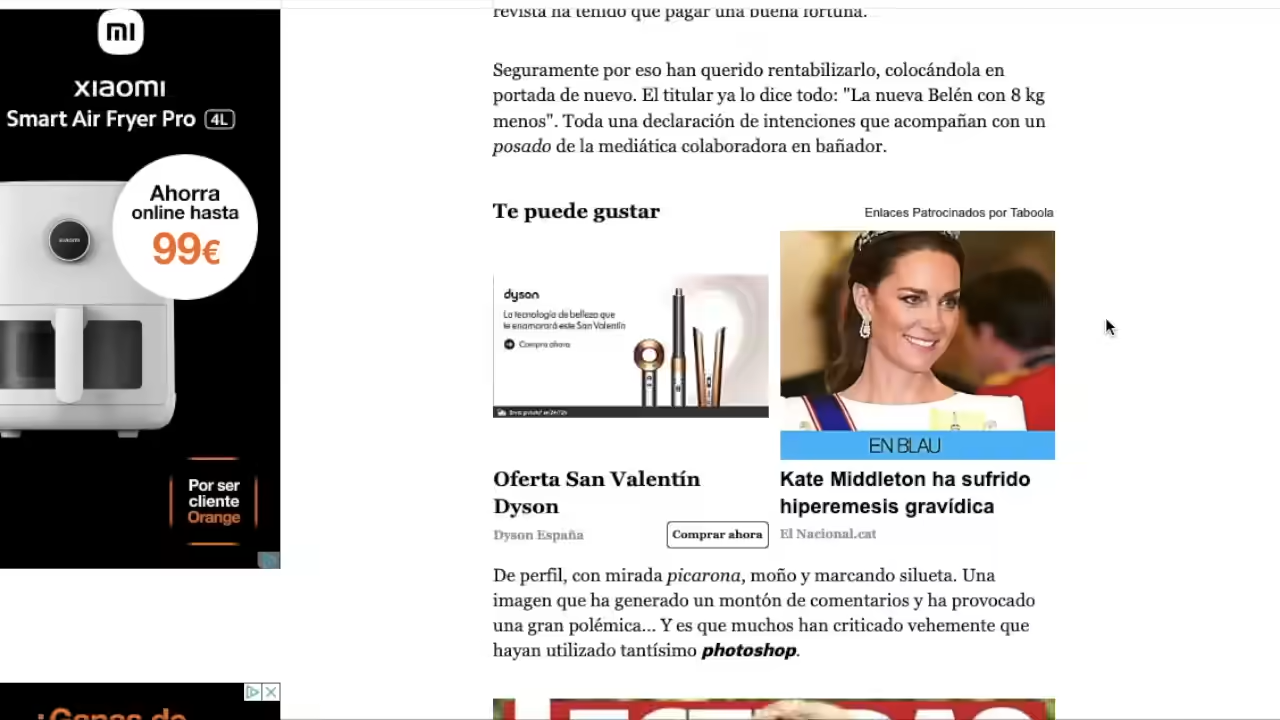 revista ha tenido que pagar una buena fortuna.
mi
xiaomi
Smart Air Fryer Pro 4L
Ahorra
online hasta
99€
Por ser
cliente
Orange
Seguramente por eso han querido rentabilizarlo, colocándola en
portada de nuevo. El titular ya lo dice todo: "La nueva Belén con 8 kg
menos". Toda una declaración de intenciones que acompañan con un
posado de la mediática colaboradora en bañador.
Te puede gustar
Enlaces Patrocinados por Taboola
dyson
La tecnología de belleza que
te enamorará este San Valentín
Compra ahora
EN BLAU
Oferta San Valentín
Dyson
Dyson España
Comprar ahora
Kate Middleton ha sufrido
hiperemesis gravídica
El Nacional.cat
De perfil, con mirada picarona, moño y marcando silueta. Una
imagen que ha generado un montón de comentarios y ha provocado
una gran polémica... Y es que muchos han criticado vehemente que
hayan utilizado tantísimo photoshop.
¡Ganas de